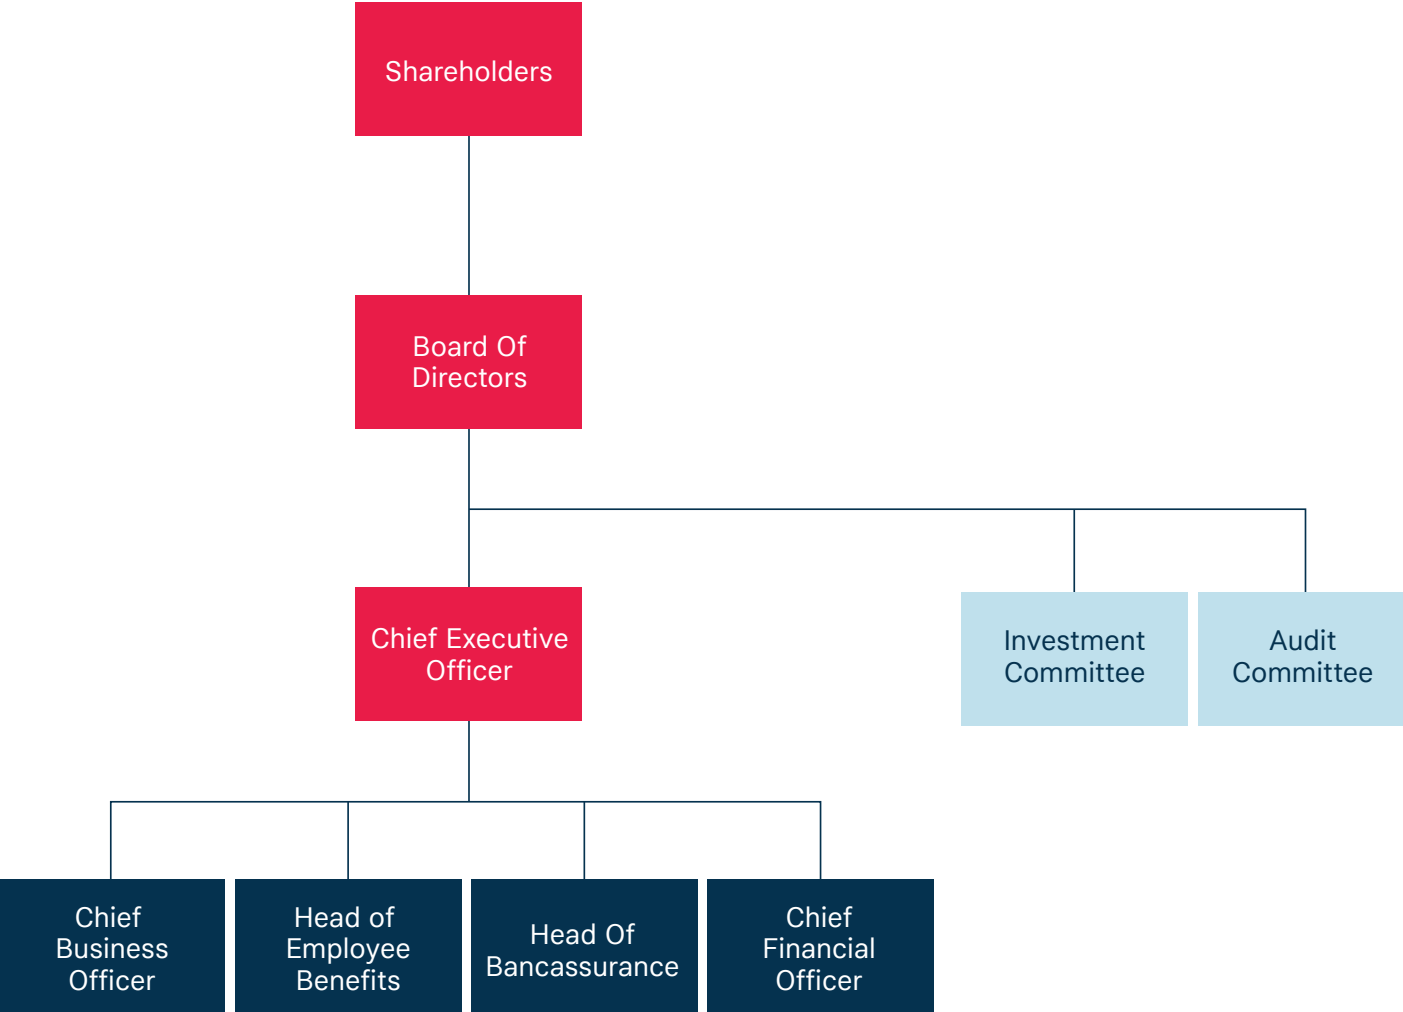 Shareholders
Board Of
Directors
Chief Executive
Officer
Investment
Committee
Audit
Committee
Chief
Business
Officer
Head of
Employee
Benefits
Head Of
Bancassurance
Chief
Financial
Officer